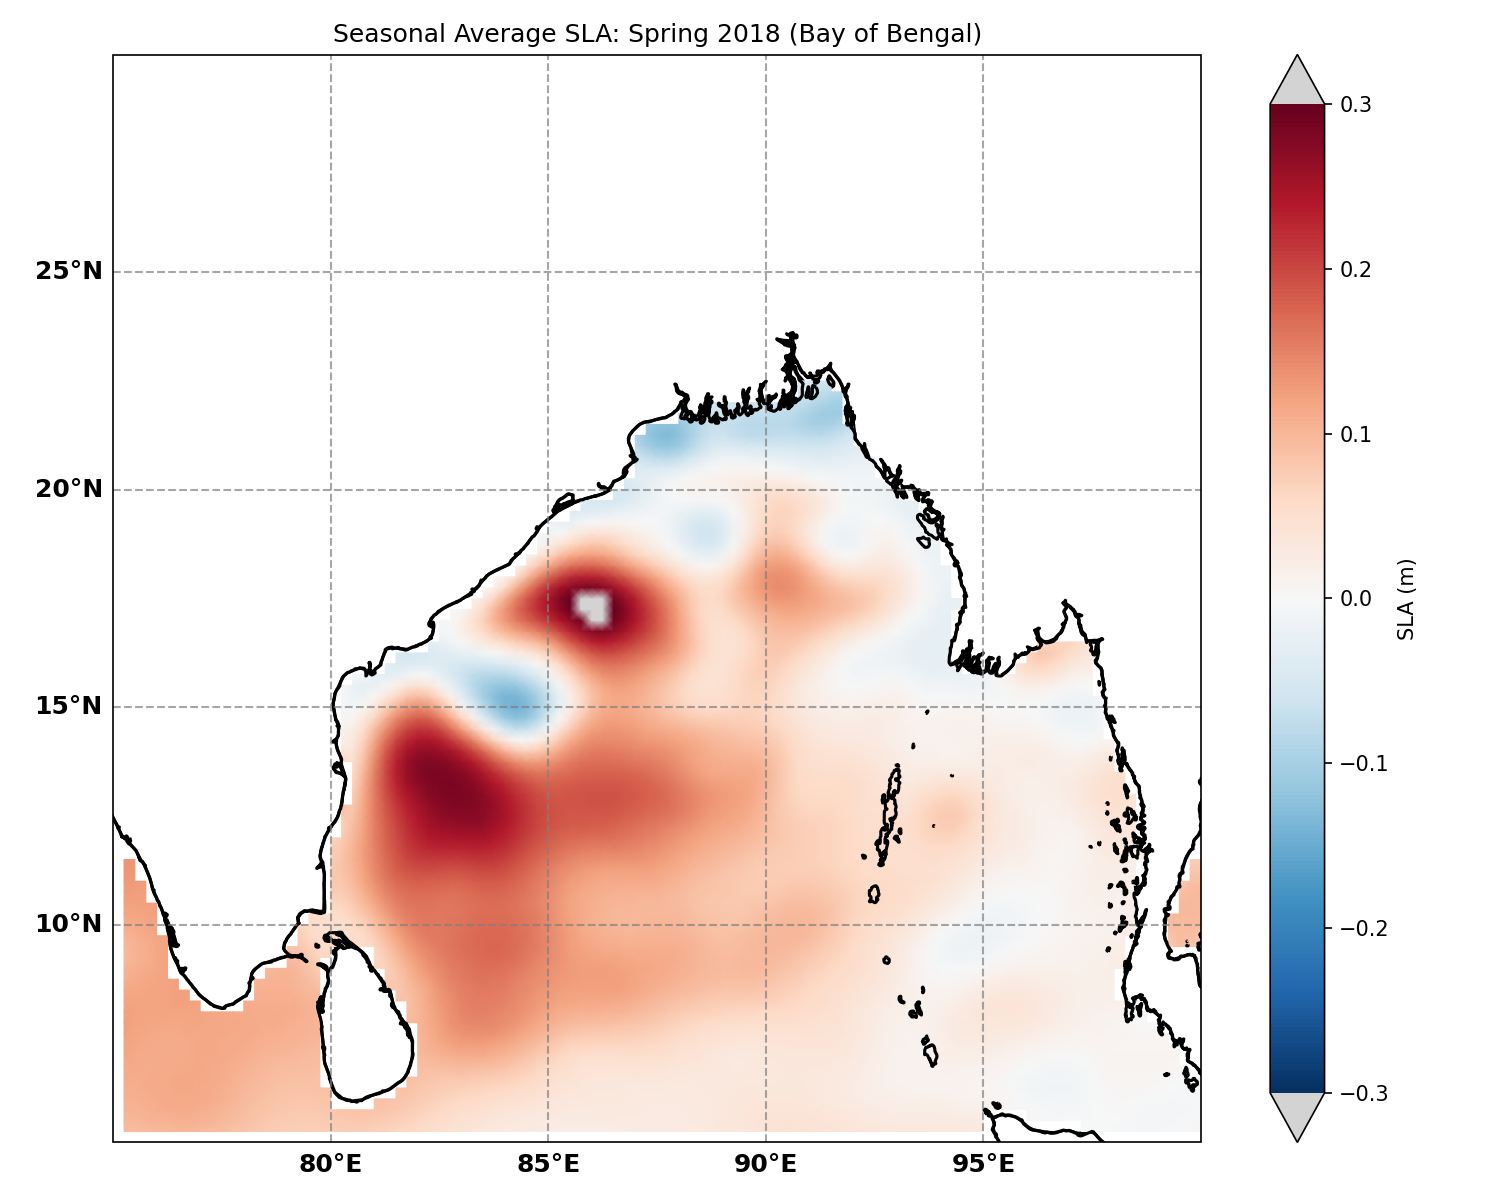 Seasonal Average SLA: Spring 2018 (Bay of Bengal)
25°N
20°N
15°N
10°N
80°E
85°E
90°E
95°E
0.3
0.2
0.1
0.0
−0.1
−0.2
−0.3
SLA (m)